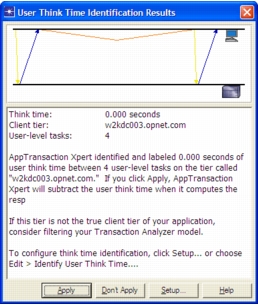 User Think Time Identification Results
Think time: 0.000 seconds
Client tier: w2kdc003.opnet.com
User-level tasks: 4
AppTransaction Xpert identified and labeled 0.000 seconds of
user think time between 4 user-level tasks on the tier called
"w2kdc003.opnet.com." If you click Apply, AppTransaction
Xpert will subtract the user think time when it computes the
resp
If this tier is not the true client tier of your application,
consider filtering your Transaction Analyzer model.
To configure think time identification, click Setup... or choose
Edit > Identify User Think Time....
Apply Don't Apply Setup... Help